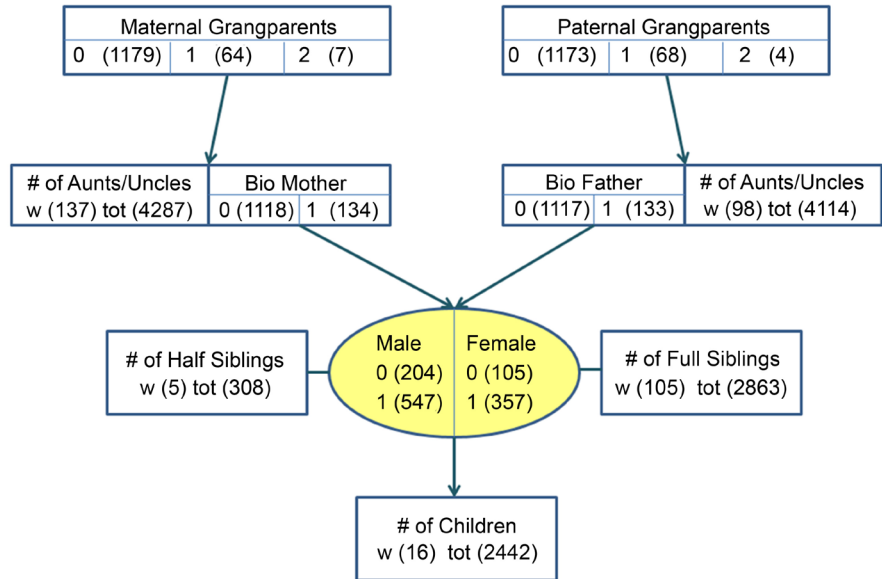 Maternal Grangparents
0 (1179) 1 (64) 2 (7)
Paternal Grangparents
0 (1173) 1 (68) 2 (4)
# of Aunts/Uncles
w (137) tot (4287)
Bio Mother
0 (1118) 1 (134)
Bio Father
0 (1117) 1 (133)
# of Aunts/Uncles
w (98) tot (4114)
# of Half Siblings
w (5) tot (308)
Male
0 (204)
1 (547)
Female
0 (105)
1 (357)
# of Full Siblings
w (105) tot (2863)
# of Children
w (16) tot (2442)